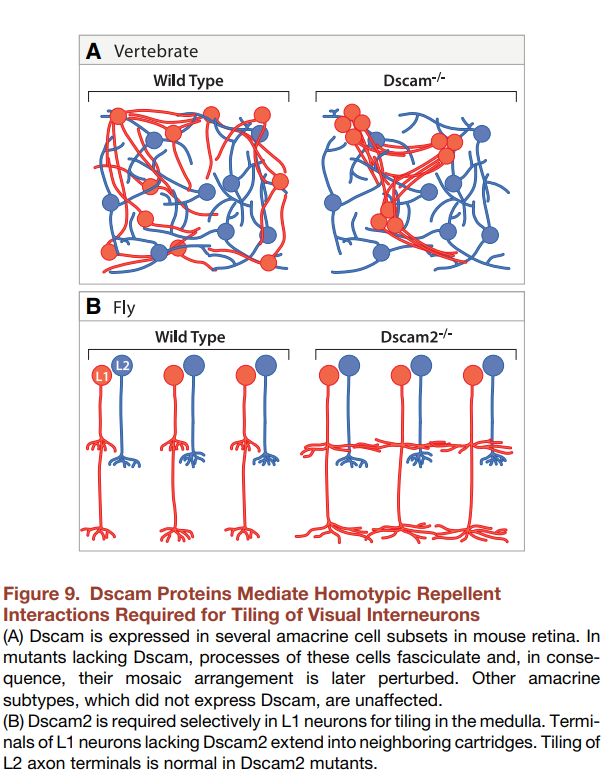 A Vertebrate
Wild Type
Dscam-/-
B Fly
Wild Type
Dscam2-/-
L1
L2
Figure 9. Dscam Proteins Mediate Homotypic Repellent
Interactions Required for Tiling of Visual Interneurons
(A) Dscam is expressed in several amacrine cell subsets in mouse retina. In
mutants lacking Dscam, processes of these cells fasciculate and, in conse-
quence, their mosaic arrangement is later perturbed. Other amacrine
subtypes, which did not express Dscam, are unaffected.
(B) Dscam2 is required selectively in L1 neurons for tiling in the medulla. Termi-
nals of L1 neurons lacking Dscam2 extend into neighboring cartridges. Tiling of
L2 axon terminals is normal in Dscam2 mutants.